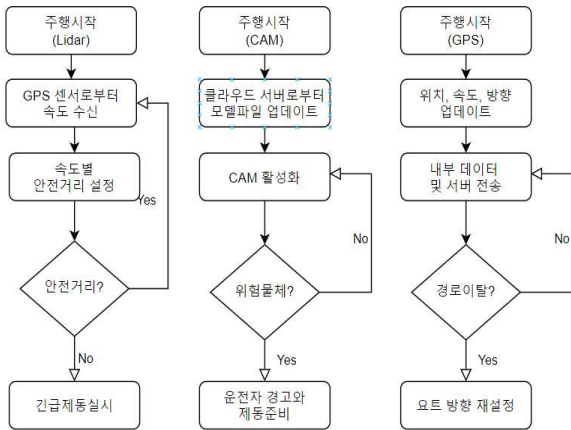 주행시작
(Lidar)
GPS 센서로부터
속도 수신
속도별
안전거리 설정
Yes
안전거리?
No
긴급제동실시
주행시작
(CAM)
클라우드 서버로부터
모델파일 업데이트
CAM 활성화
No
위험물체?
Yes
운전자 경고와
제동준비
주행시작
(GPS)
위치, 속도, 방향
업데이트
내부 데이터
및 서버 전송
No
경로이탈?
Yes
요트 방향 재설정